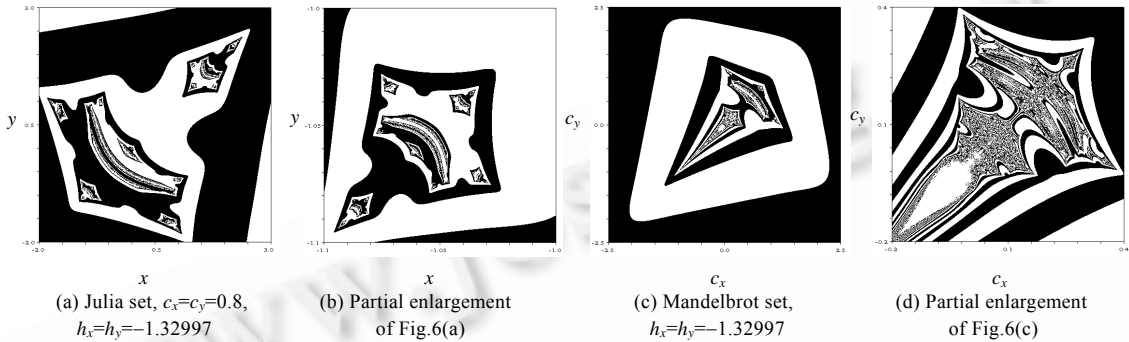 3.0
y
0.5
-2.0
-2.0
0.5
3.0
x
(a) Julia set, cx=cy=0.8,
hx=hy=−1.32997
-1.0
y
-1.05
-1.1
-1.1
-1.05
-1.0
x
(b) Partial enlargement
of Fig.6(a)
2.5
cy
0.0
-2.5
-2.5
0.0
2.5
cx
(c) Mandelbrot set,
hx=hy=−1.32997
0.4
cy
0.1
-0.2
-0.2
0.1
0.4
cx
(d) Partial enlargement
of Fig.6(c)